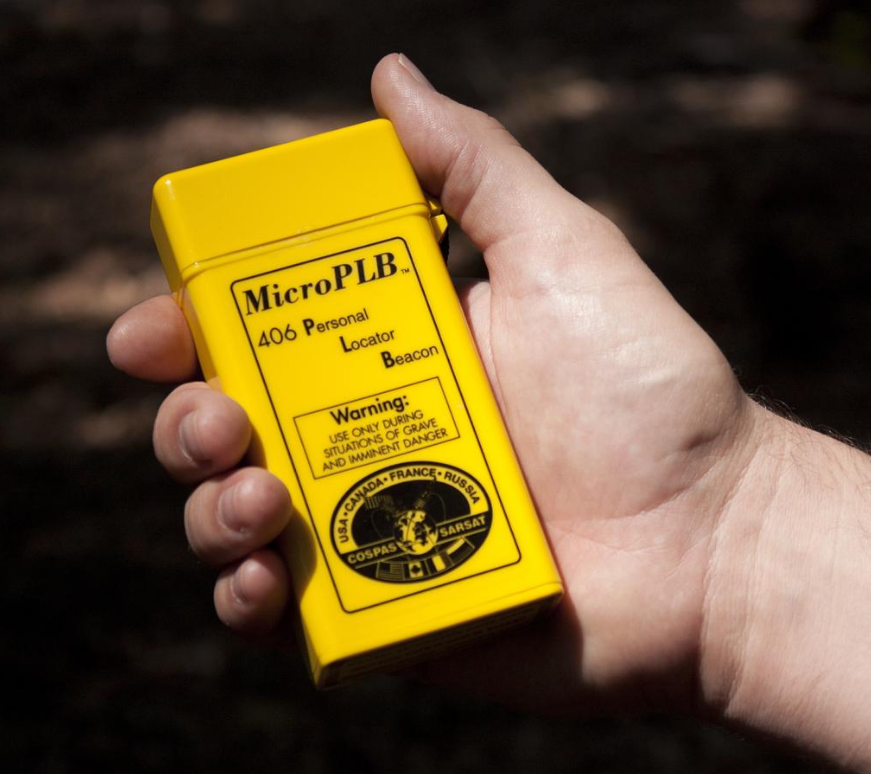 MicroPLB™
406 Personal
Locator
Beacon
Warning:
USE ONLY DURING
SITUATIONS OF GRAVE
AND IMMINENT DANGER
USA • CANADA • FRANCE • RUSSIA
COSPAS SARSAT